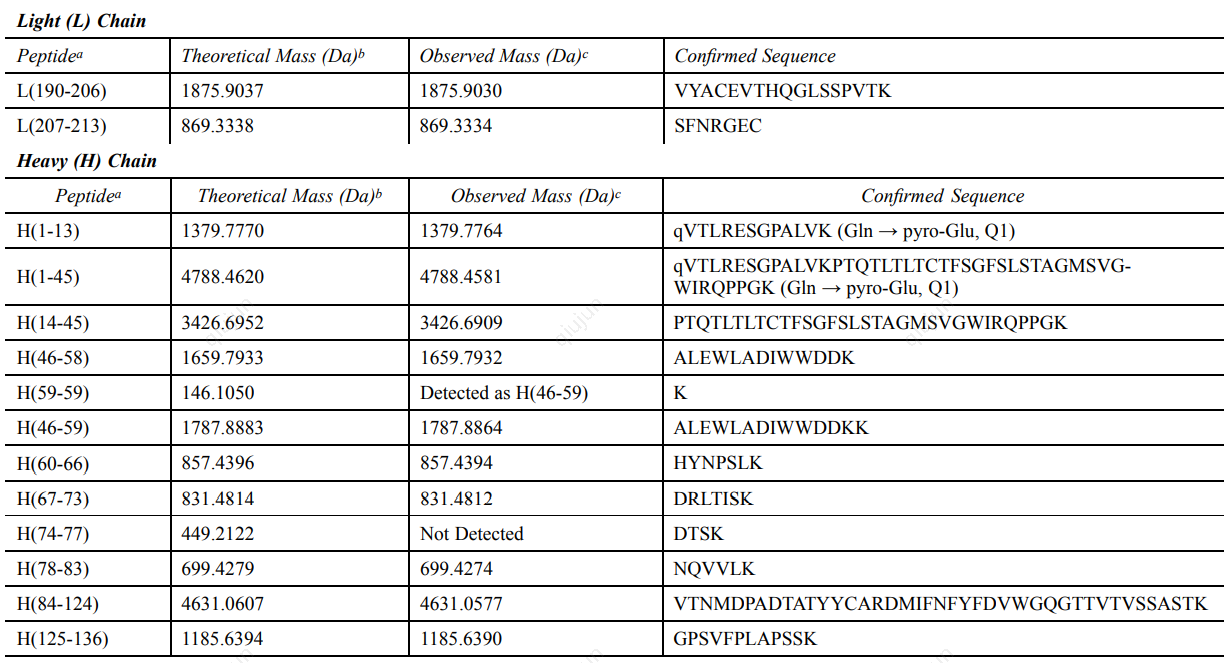 Light (L) Chain
Peptidea Theoretical Mass (Da)b Observed Mass (Da)c Confirmed Sequence
L(190-206) 1875.9037 1875.9030 VYACEVTHQGLSSPVTK
L(207-213) 869.3338 869.3334 SFNRGEC
Heavy (H) Chain
Peptidea Theoretical Mass (Da)b Observed Mass (Da)c Confirmed Sequence
H(1-13) 1379.7770 1379.7764 qVTLRESGPALVK (Gln → pyro-Glu, Q1)
H(1-45) 4788.4620 4788.4581 qVTLRESGPALVKPTQTLTLTCTFSGFSLSTAGMSVG-
WIRQPPGK (Gln → pyro-Glu, Q1)
H(14-45) 3426.6952 3426.6909 PTQTLTLTCTFSGFSLSTAGMSVGWIRQPPGK
H(46-58) 1659.7933 1659.7932 ALEWLADIWWDDK
H(59-59) 146.1050 Detected as H(46-59) K
H(46-59) 1787.8883 1787.8864 ALEWLADIWWDDKK
H(60-66) 857.4396 857.4394 HYNPSLK
H(67-73) 831.4814 831.4812 DRLTISK
H(74-77) 449.2122 Not Detected DTSK
H(78-83) 699.4279 699.4274 NQVVLK
H(84-124) 4631.0607 4631.0577 VTNMDPADTATYYCARDMIFNFYFDVWGQGTTVTVSSASTK
H(125-136) 1185.6394 1185.6390 GPSVFPLAPSSK
qiujun